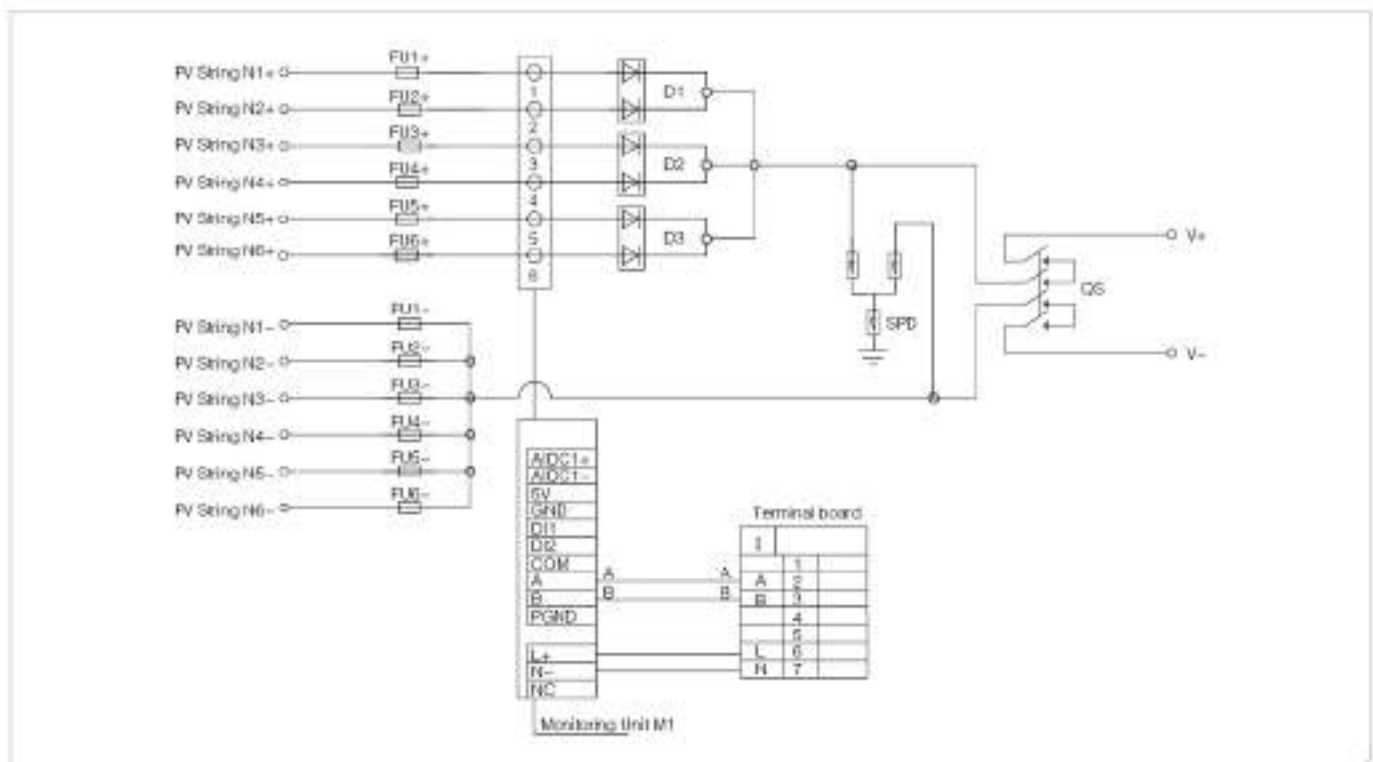 FU1+
PV String N1+
FU2+
D1
PV String N2+
1
FU3+
2
PV String N3+
FU4+
3
D2
PV String N4+
FU5+
4
PV String N5+
FU6+
5
D3
V+
PV String N6+
6
QS
FU1-
PV String N1-
SPD
FU2-
PV String N2-
V-
FU3-
PV String N3-
FU4-
PV String N4-
FU5-
AIDC1+
PV String N5-
AIDC1-
FU6-
5V
PV String N6-
GND
Terminal board
DI1
DI2
1
COM
A A A A 2
B B B B 3
PGND
4
5
L+ L 6
N- N 7
NC
Monitoring Unit M1